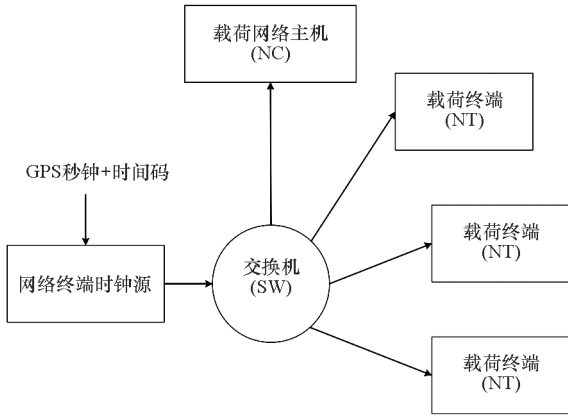 载荷网络主机
(NC)
载荷终端
(NT)
GPS秒钟+时间码
载荷终端
(NT)
网络终端时钟源
交换机
(SW)
载荷终端
(NT)